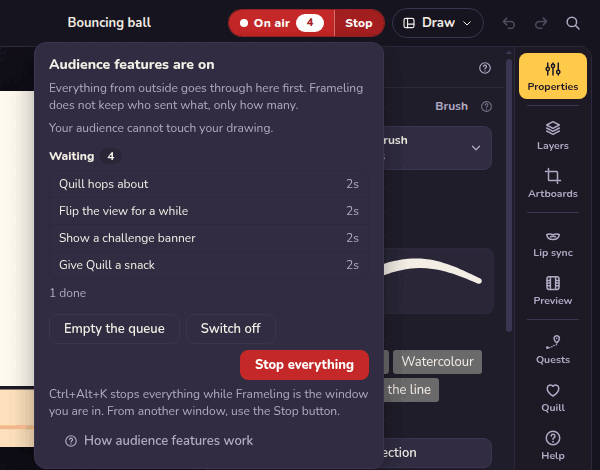 Bouncing ball
On air 4 Stop
Draw
Audience features are on
Everything from outside goes through here first. Frameling
does not keep who sent what, only how many.
Your audience cannot touch your drawing.
Waiting 4
Quill hops about 2s
Flip the view for a while 2s
Show a challenge banner 2s
Give Quill a snack 2s
1 done
Empty the queue
Switch off
Stop everything
Ctrl+Alt+K stops everything while Frameling is the window
you are in. From another window, use the Stop button.
How audience features work
Brush
Watercolour
the line
Properties
Layers
Artboards
Lip sync
Preview
Quests
Quill
Help